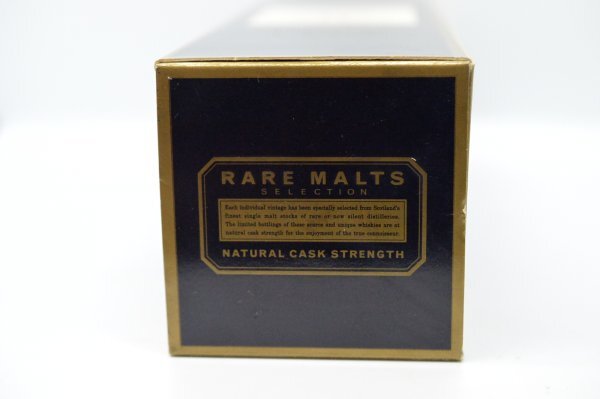 RARE MALTS
SELECTION
Each individual vintage has been specially selected from Scotland's
finest single malt stocks of rare or now silent distilleries.
The limited bottlings of these scarce and unique whiskies are at
natural cask strength for the enjoyment of the true connoisseur.
NATURAL CASK STRENGTH